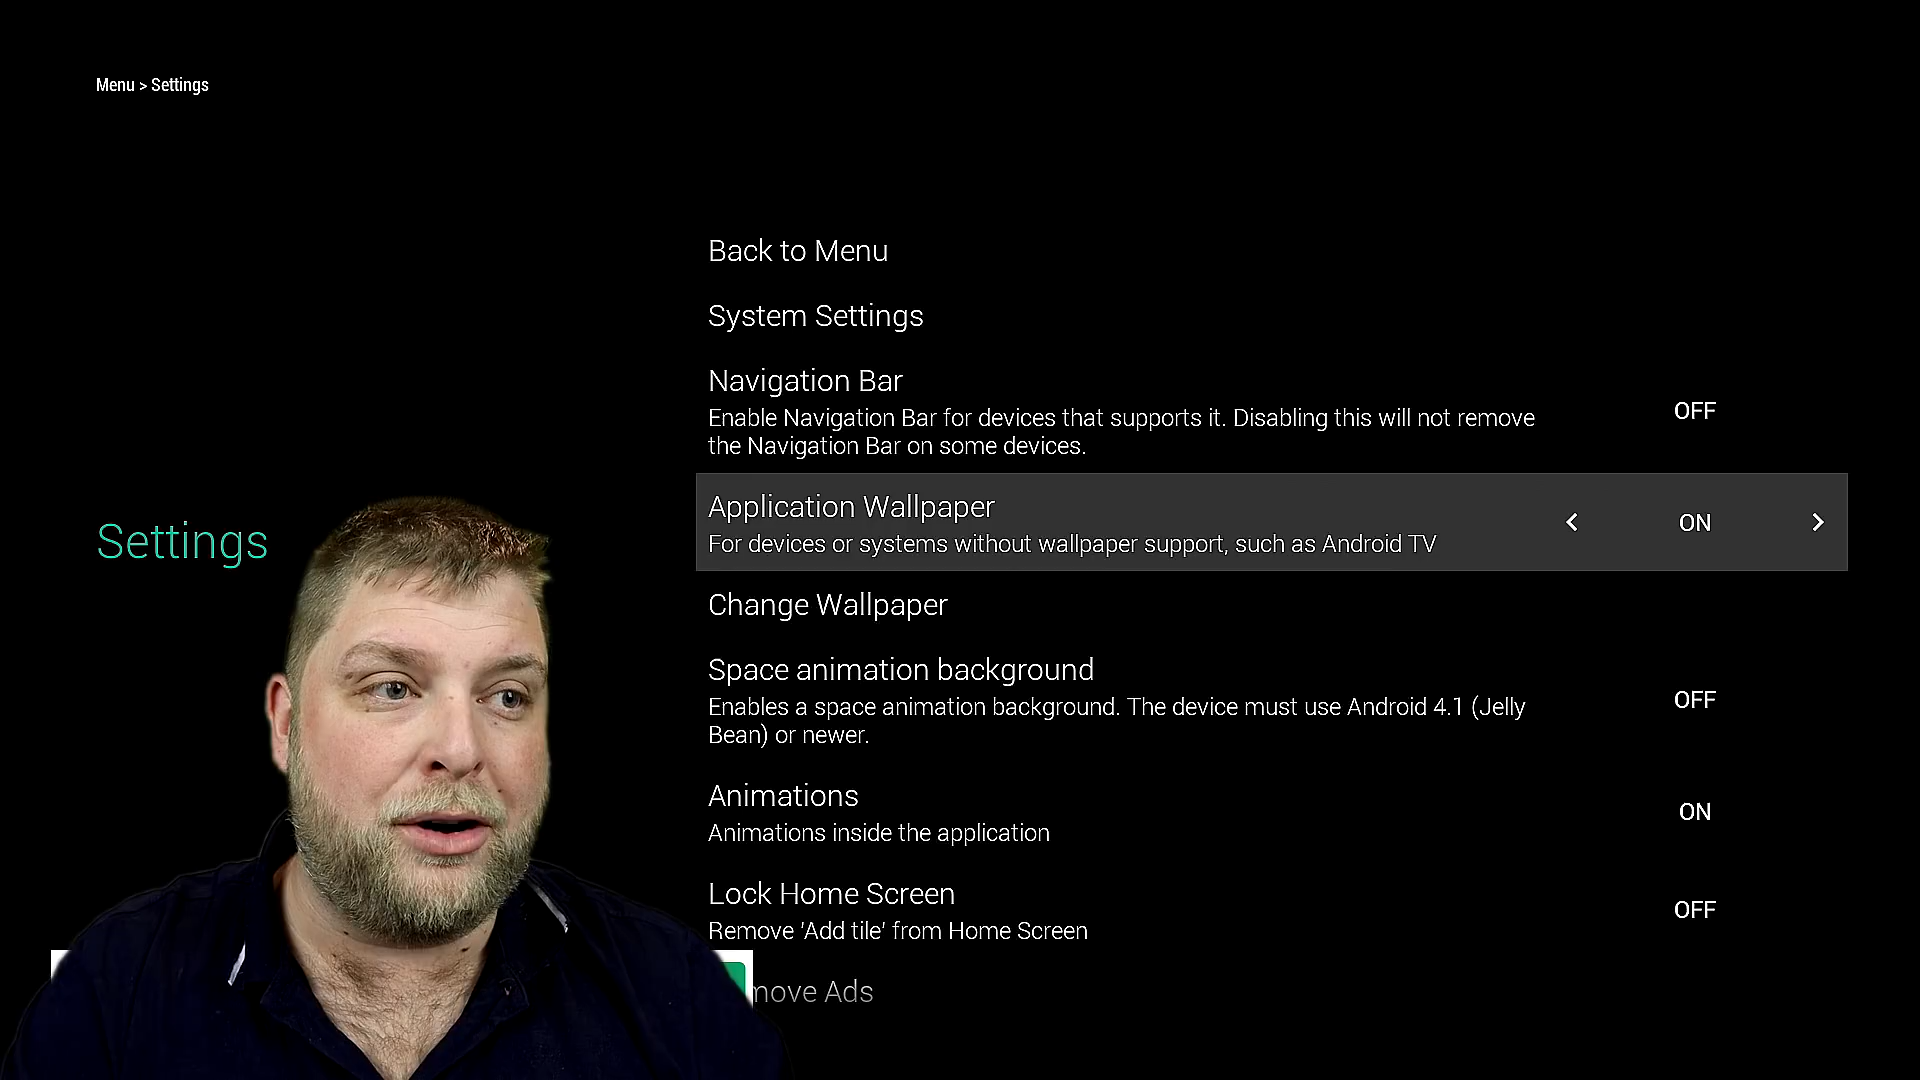 Menu > Settings
Back to Menu
System Settings
Navigation Bar
Enable Navigation Bar for devices that supports it. Disabling this will not remove
the Navigation Bar on some devices.
OFF
Settings
Application Wallpaper
For devices or systems without wallpaper support, such as Android TV
ON
Change Wallpaper
Space animation background
Enables a space animation background. The device must use Android 4.1 (Jelly
Bean) or newer.
OFF
Animations
Animations inside the application
ON
Lock Home Screen
Remove 'Add tile' from Home Screen
OFF
move Ads